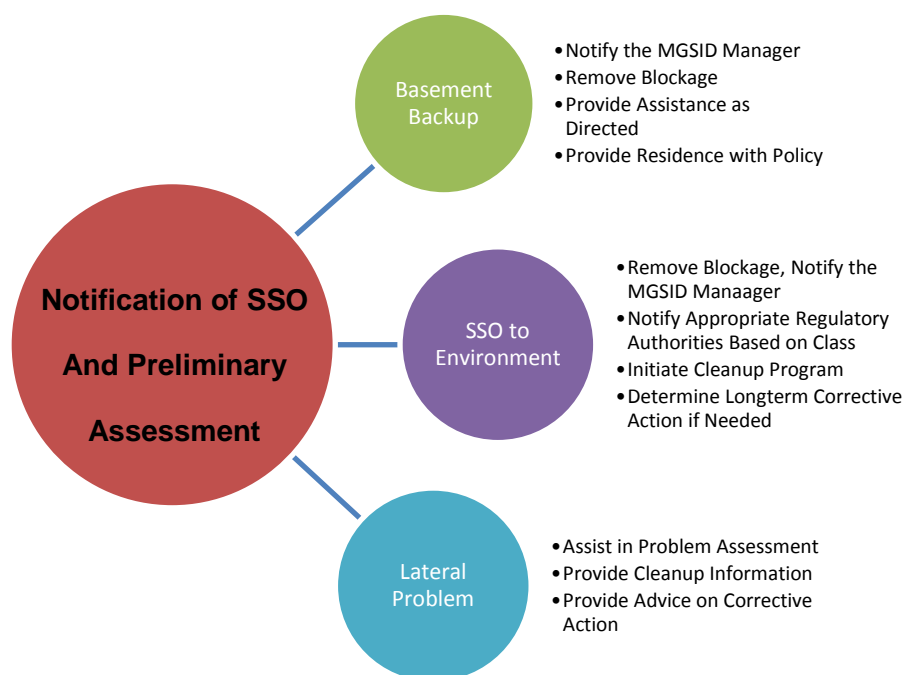 Notification of SSO
And Preliminary
Assessment
Basement
Backup
•Notify the MGSID Manager
•Remove Blockage
•Provide Assistance as
Directed
•Provide Residence with Policy
SSO to
Environment
•Remove Blockage, Notify the
MGSID Manaager
•Notify Appropriate Regulatory
Authorities Based on Class
•Initiate Cleanup Program
•Determine Longterm Corrective
Action if Needed
Lateral
Problem
•Assist in Problem Assessment
•Provide Cleanup Information
•Provide Advice on Corrective
Action